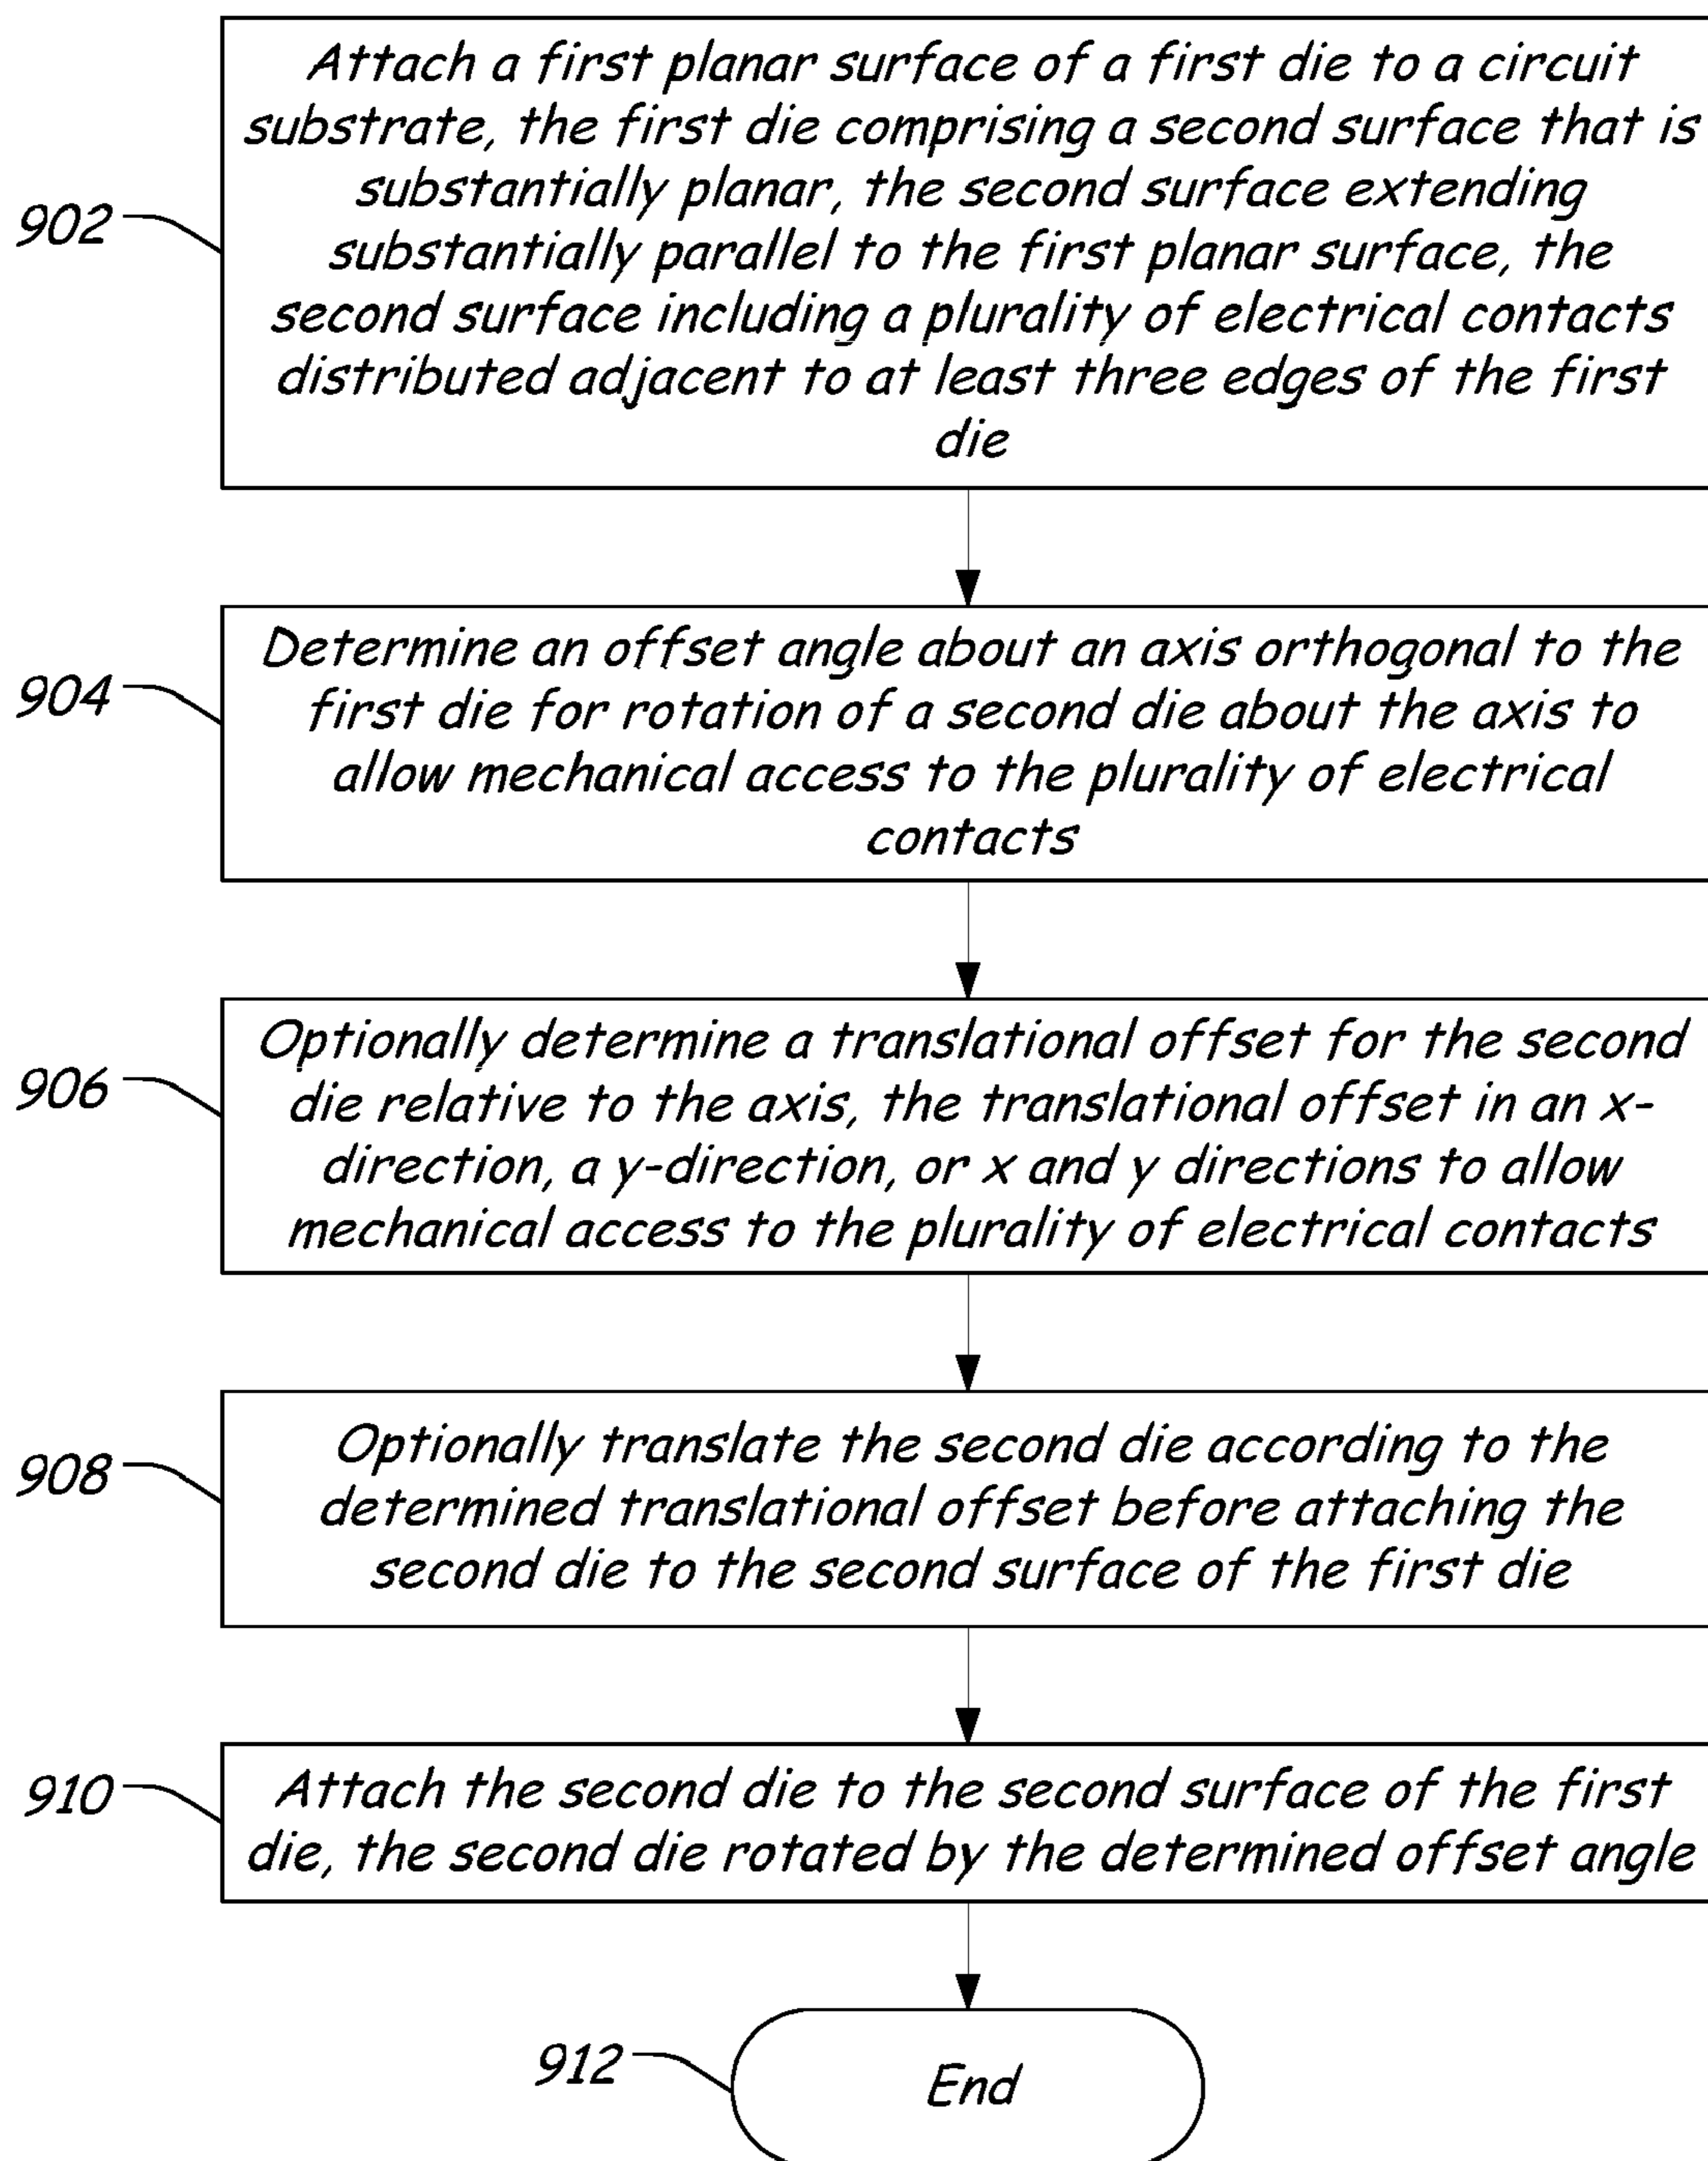 Attach a first planar surface of a first die to a circuit
substrate, the first die comprising a second surface that is
substantially planar, the second surface extending
902
substantially parallel to the first planar surface, the
second surface including a plurality of electrical contacts
distributed adjacent to at least three edges of the first
die
Determine an offset angle about an axis orthogonal to the
904
first die for rotation of a second die about the axis to
allow mechanical access to the plurality of electrical
contacts
Optionally determine a translational offset for the second
906
die relative to the axis, the translational offset in an x-
direction, a y-direction, or x and y directions to allow
mechanical access to the plurality of electrical contacts
Optionally translate the second die according to the
908
determined translational offset before attaching the
second die to the second surface of the first die
910
Attach the second die to the second surface of the first
die, the second die rotated by the determined offset angle
912
End